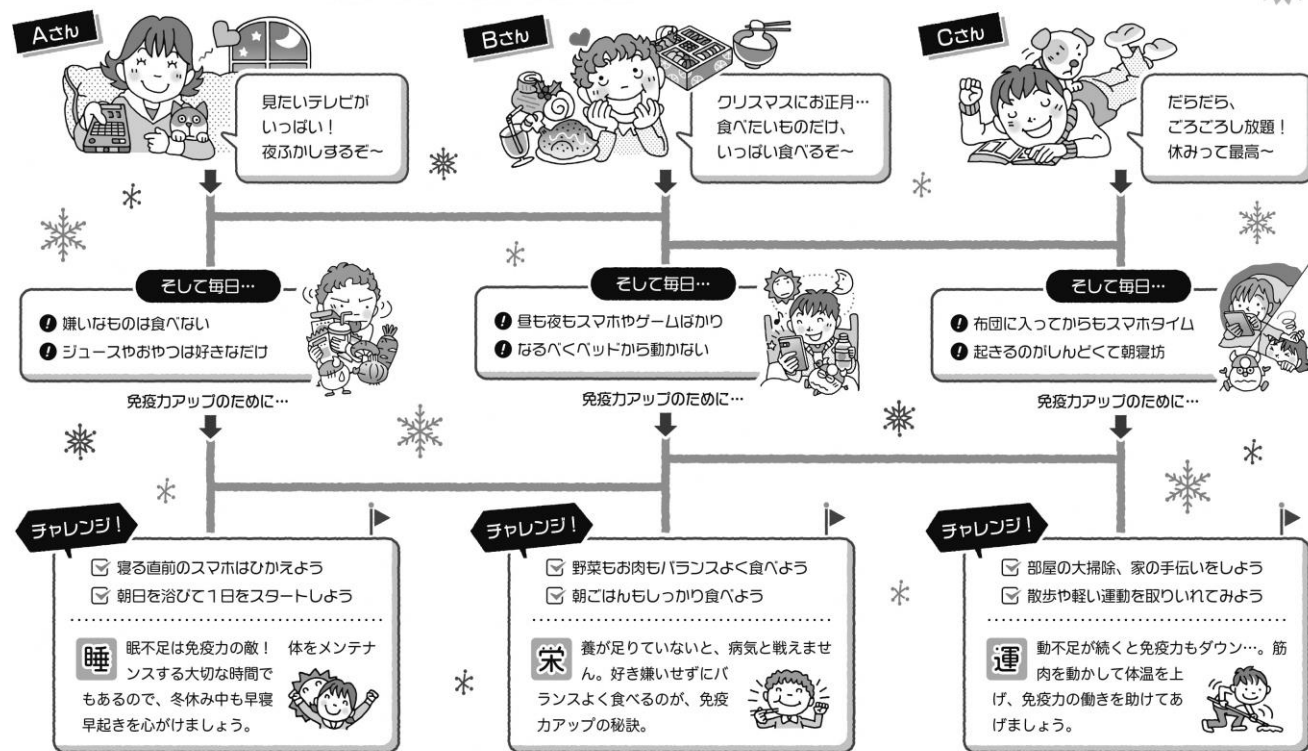 Aさん
見たいテレビが
いっぱい！
夜ふかしするぞ～
Bさん
クリスマスにお正月…
食べたいものだけ、
いっぱい食べるぞ～
Cさん
だらだら、
ごろごろし放題！
休みって最高～
そして毎日…
嫌いなものは食べない
ジュースやおやつは好きなだけ
免疫力アップのために…
そして毎日…
昼も夜もスマホやゲームばかり
なるべくベッドから動かない
免疫力アップのために…
そして毎日…
布団に入ってからもスマホタイム
起きるのがしんどくて朝寝坊
免疫力アップのために…
チャレンジ！
寝る直前のスマホはひかえよう
朝日を浴びて1日をスタートしよう
睡眠不足は免疫力の敵！ 体をメンテナ
ンスする大切な時間で
もあるので、冬休み中も早寝
早起きを心がけましょう。
チャレンジ！
野菜もお肉もバランスよく食べよう
朝ごはんもしっかり食べよう
栄養が足りていないと、病気と戦えませ
ん。好き嫌いせずにバ
ランスよく食べるのが、免疫
力アップの秘訣。
チャレンジ！
部屋の大掃除、家の手伝いをしよう
散歩や軽い運動を取りいれてみよう
運動不足が続くと免疫力もダウン…。筋
肉を動かして体温を上
げ、免疫力の働きを助けてあ
げましょう。